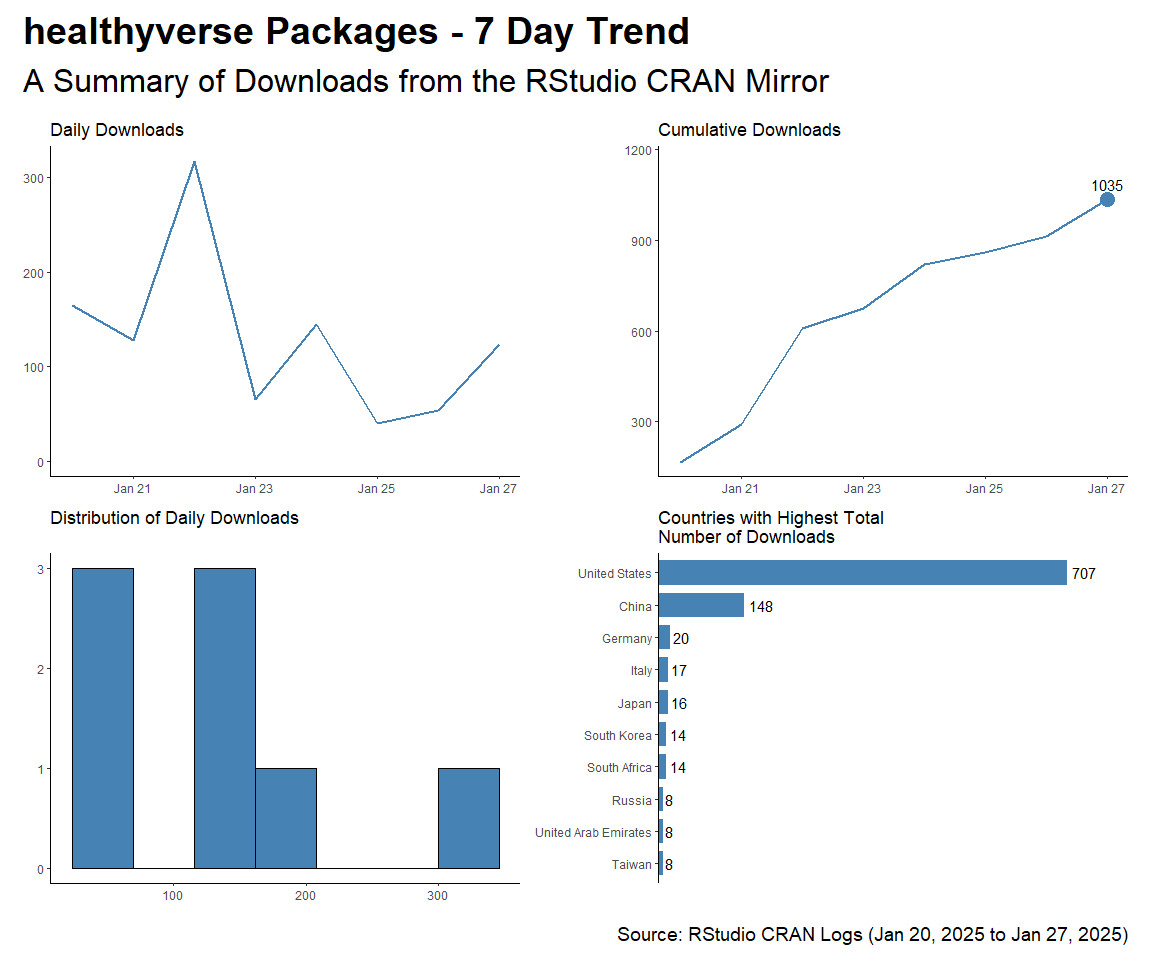 healthyverse Packages - 7 Day Trend
A Summary of Downloads from the RStudio CRAN Mirror
Daily Downloads
300
200
100
0
Jan 21
Jan 23
Jan 25
Jan 27
Cumulative Downloads
1200
900
600
300
1035
Jan 21
Jan 23
Jan 25
Jan 27
Distribution of Daily Downloads
3
2
1
0
100
200
300
Countries with Highest Total
Number of Downloads
United States 707
China 148
Germany 20
Italy 17
Japan 16
South Korea 14
South Africa 14
Russia 8
United Arab Emirates 8
Taiwan 8
Source: RStudio CRAN Logs (Jan 20, 2025 to Jan 27, 2025)